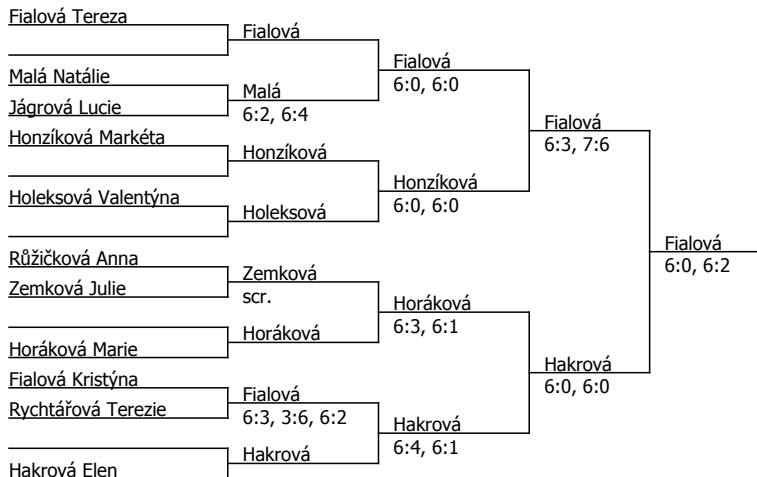 Fialová Tereza
Fialová
Fialová
6:0, 6:0
Malá Natálie
Malá
Jágrová Lucie
6:2, 6:4
Fialová
6:3, 7:6
Honzíková Markéta
Honzíková
Honzíková
6:0, 6:0
Holeksová Valentýna
Holeksová
Fialová
6:0, 6:2
Růžičková Anna
Zemková
Zemková Julie
scr.
Horáková
6:3, 6:1
Horáková
Horáková Marie
Hakrová
6:0, 6:0
Fialová Kristýna
Fialová
Rychtářová Terezie
6:3, 3:6, 6:2
Hakrová
6:4, 6:1
Hakrová
Hakrová Elen